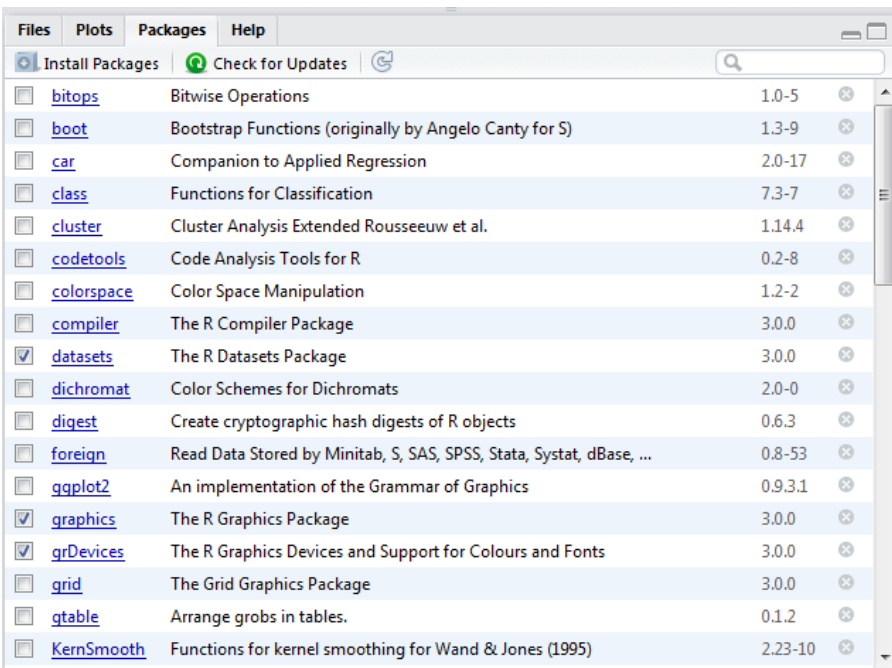 Files Plots Packages Help
Install Packages Check for Updates
bitops Bitwise Operations 1.0-5
boot Bootstrap Functions (originally by Angelo Canty for S) 1.3-9
car Companion to Applied Regression 2.0-17
class Functions for Classification 7.3-7
cluster Cluster Analysis Extended Rousseeuw et al. 1.14.4
codetools Code Analysis Tools for R 0.2-8
colorspace Color Space Manipulation 1.2-2
compiler The R Compiler Package 3.0.0
datasets The R Datasets Package 3.0.0
dichromat Color Schemes for Dichromats 2.0-0
digest Create cryptographic hash digests of R objects 0.6.3
foreign Read Data Stored by Minitab, S, SAS, SPSS, Stata, Systat, dBase, ... 0.8-53
ggplot2 An implementation of the Grammar of Graphics 0.9.3.1
graphics The R Graphics Package 3.0.0
grDevices The R Graphics Devices and Support for Colours and Fonts 3.0.0
grid The Grid Graphics Package 3.0.0
gtable Arrange grobs in tables. 0.1.2
KernSmooth Functions for kernel smoothing for Wand & Jones (1995) 2.23-10